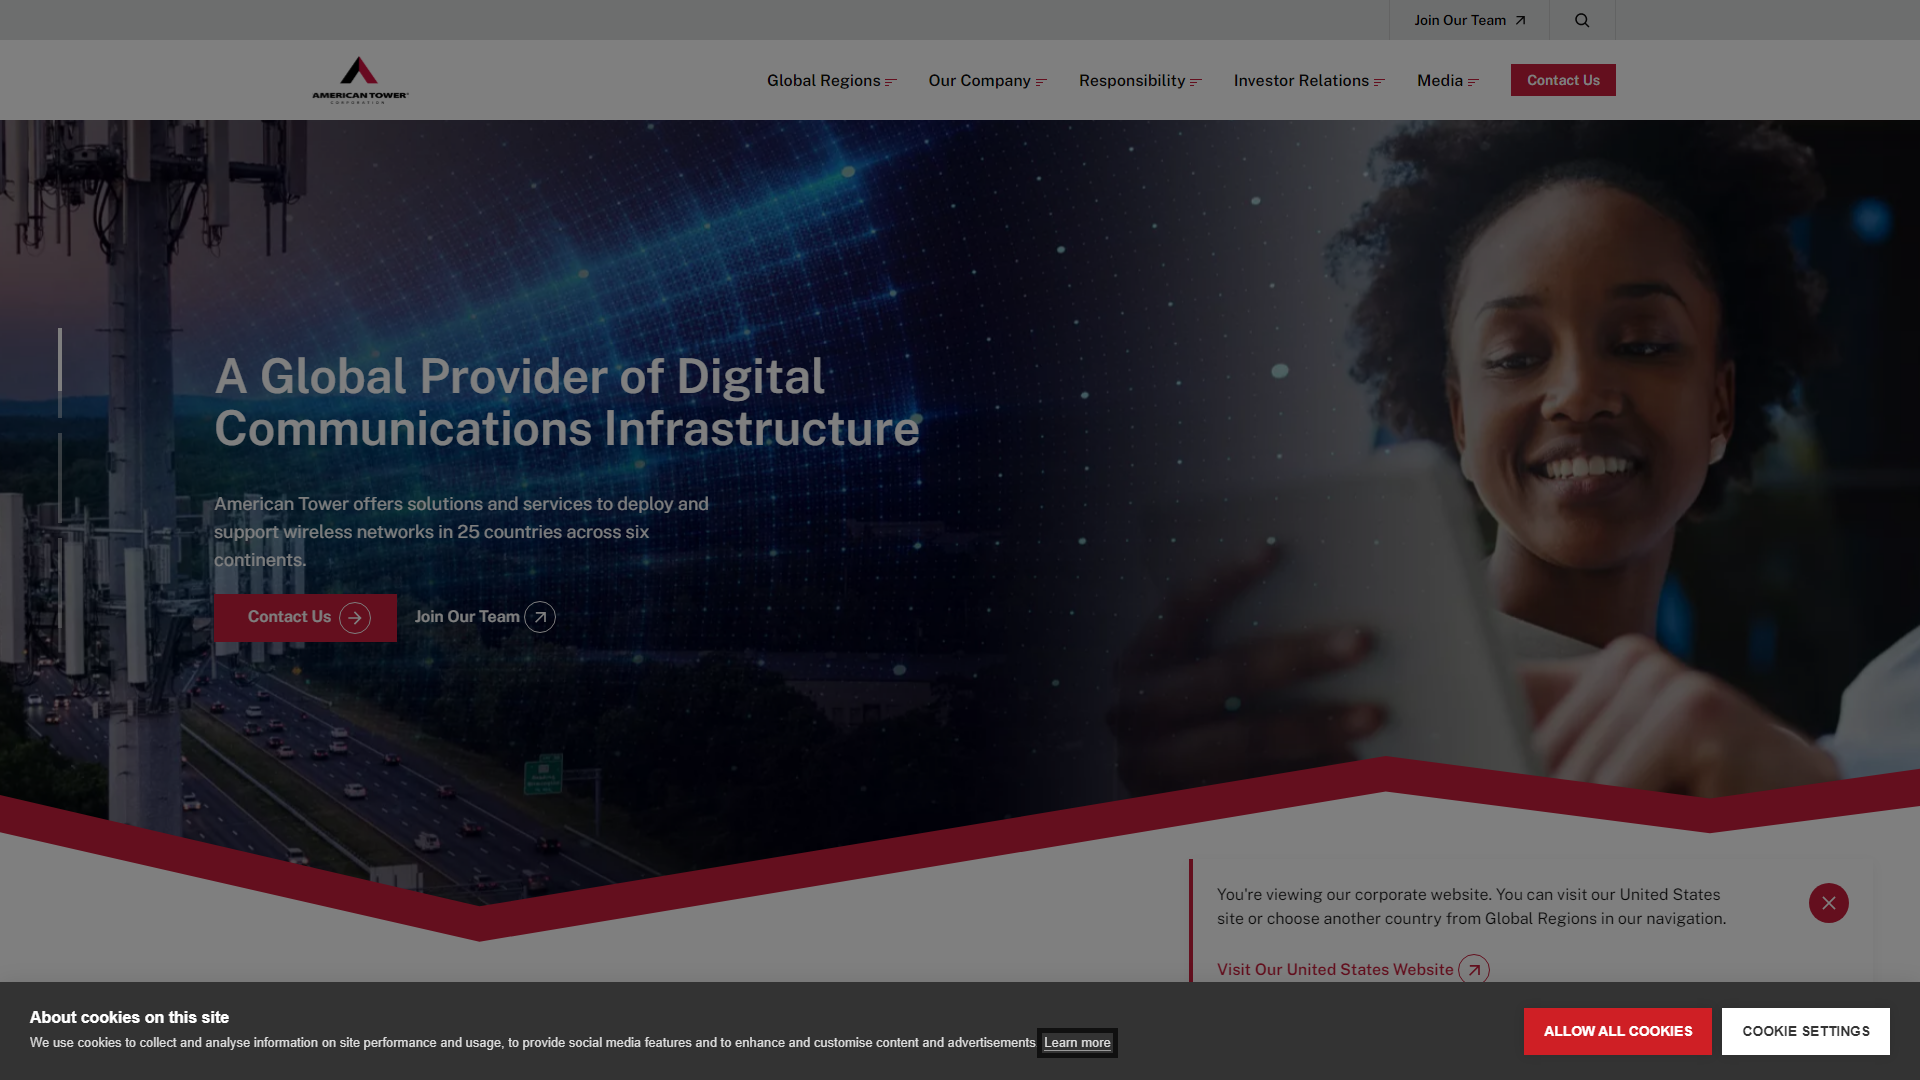 Join Our Team
AMERICAN TOWER
CORPORATION
Global Regions
Our Company
Responsibility
Investor Relations
Media
Contact Us
A Global Provider of Digital
Communications Infrastructure
American Tower offers solutions and services to deploy and
support wireless networks in 25 countries across six
continents.
Contact Us
Join Our Team
You're viewing our corporate website. You can visit our United States
site or choose another country from Global Regions in our navigation.
Visit Our United States Website
About cookies on this site
We use cookies to collect and analyse information on site performance and usage, to provide social media features and to enhance and customise content and advertisements. Learn more
ALLOW ALL COOKIES
COOKIE SETTINGS